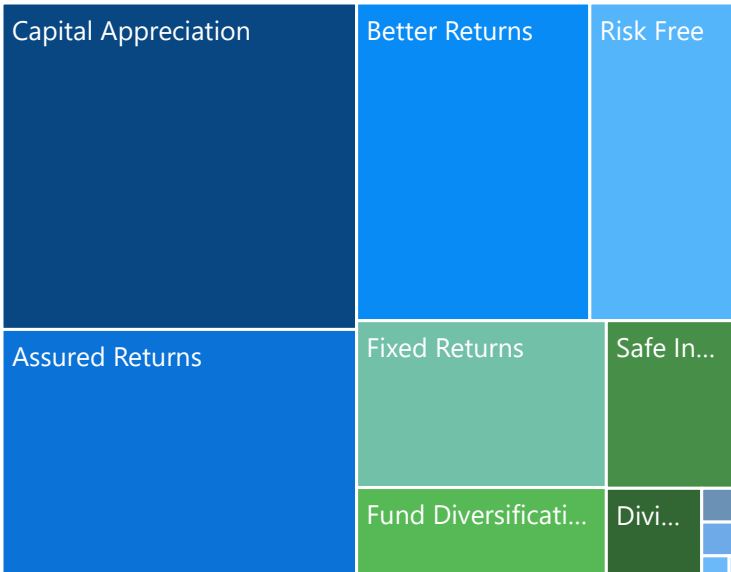 Capital Appreciation
Better Returns
Risk Free
Assured Returns
Fixed Returns
Safe In...
Fund Diversificati...
Divi...